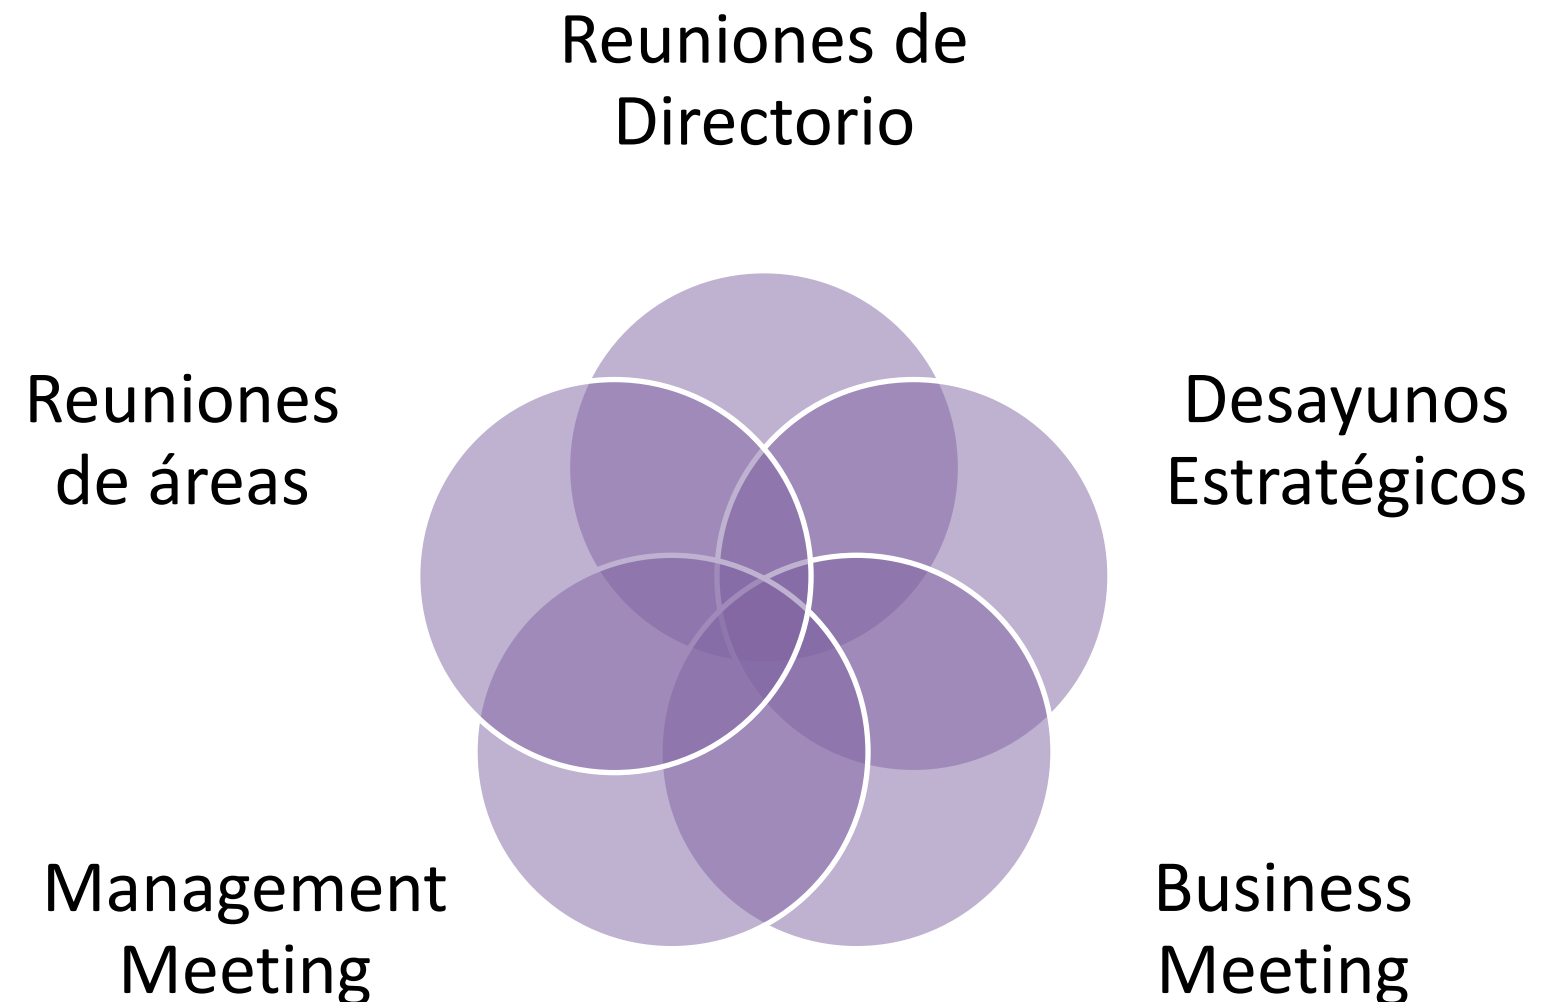 Reuniones de
Directorio
Reuniones
de áreas
Desayunos
Estratégicos
Management
Meeting
Business
Meeting